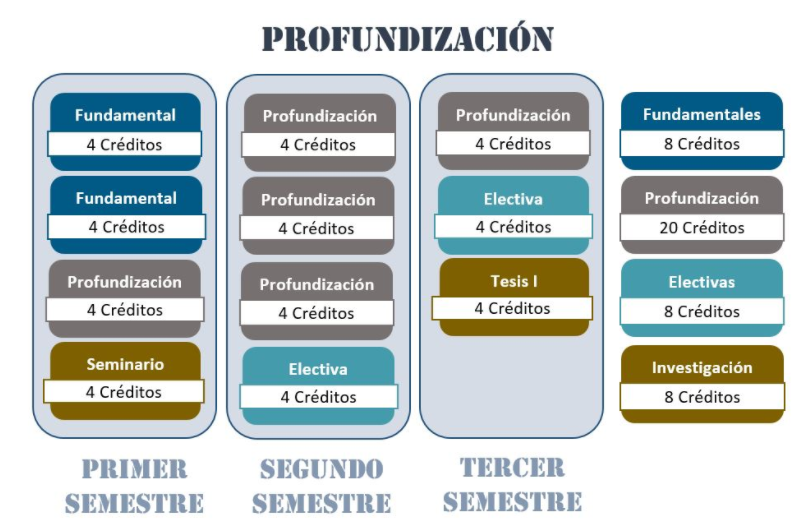 PROFUNDIZACIÓN
Fundamental
4 Créditos
Fundamental
4 Créditos
Profundización
4 Créditos
Seminario
4 Créditos
PRIMER
SEMESTRE
Profundización
4 Créditos
Profundización
4 Créditos
Profundización
4 Créditos
Electiva
4 Créditos
SEGUNDO
SEMESTRE
Profundización
4 Créditos
Electiva
4 Créditos
Tesis I
4 Créditos
TERCER
SEMESTRE
Fundamentales
8 Créditos
Profundización
20 Créditos
Electivas
8 Créditos
Investigación
8 Créditos